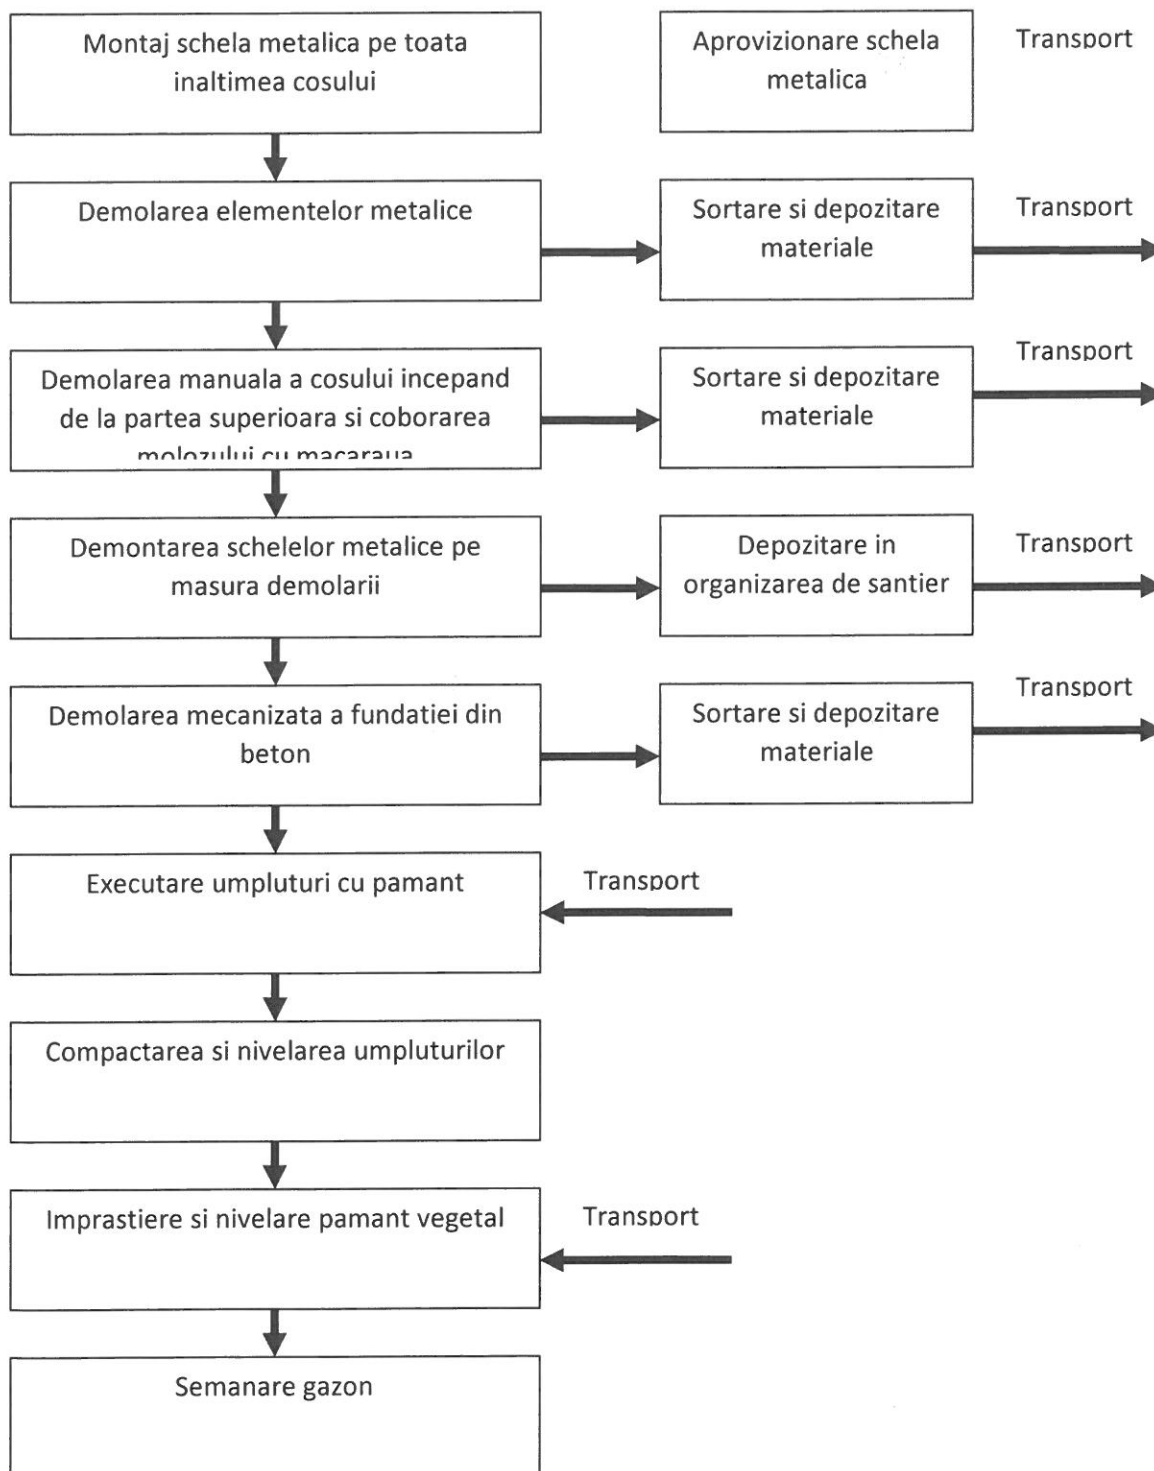 Montaj schela metalica pe toata
inaltimea cosului
Aprovizionare schela
metalica
Transport
Demolarea elementelor metalice
Sortare si depozitare
materiale
Transport
Demolarea manuala a cosului incepand
de la partea superioara si coborarea
molozului cu macaraua
Sortare si depozitare
materiale
Transport
Demontarea schelelor metalice pe
masura demolarii
Depozitare in
organizarea de santier
Transport
Demolarea mecanizata a fundatiei din
beton
Sortare si depozitare
materiale
Transport
Executare umpluturi cu pamant
Transport
Compactarea si nivelarea umpluturilor
Imprastiere si nivelare pamant vegetal
Transport
Semanare gazon